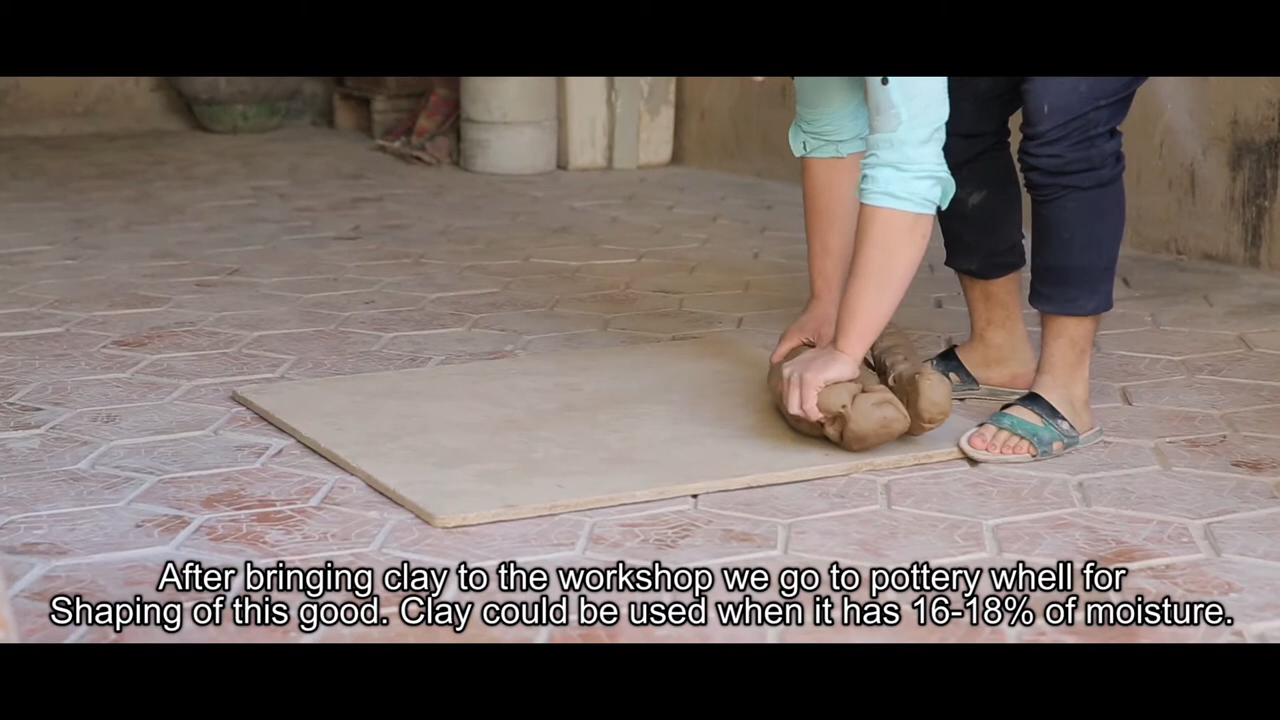 After bringing clay to the workshop we go to pottery whell for
Shaping of this good. Clay could be used when it has 16-18% of moisture.